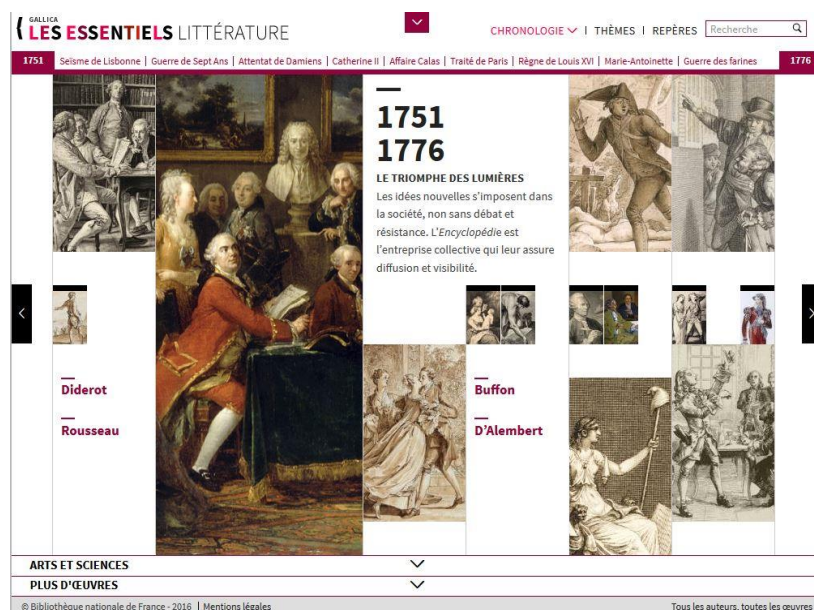 GALLICA
LES ESSENTIELS LITTÉRATURE
CHRONOLOGIE | THÈMES | REPÈRES Recherche
1751 Seïsme de Lisbonne | Guerre de Sept Ans | Attentat de Damiens | Catherine II | Affaire Calas | Traité de Paris | Règne de Louis XVI | Marie-Antoinette | Guerre des farines 1776
1751
1776
LE TRIOMPHE DES LUMIÈRES
Les idées nouvelles s'imposent dans
la société, non sans débat et
résistance. L'Encyclopédie est
l'entreprise collective qui leur assure
diffusion et visibilité.
Diderot
Rousseau
Buffon
D'Alembert
ARTS ET SCIENCES
PLUS D'ŒUVRES
© Bibliothèque nationale de France - 2016 | Mentions légales
Tous les auteurs, toutes les œuvres